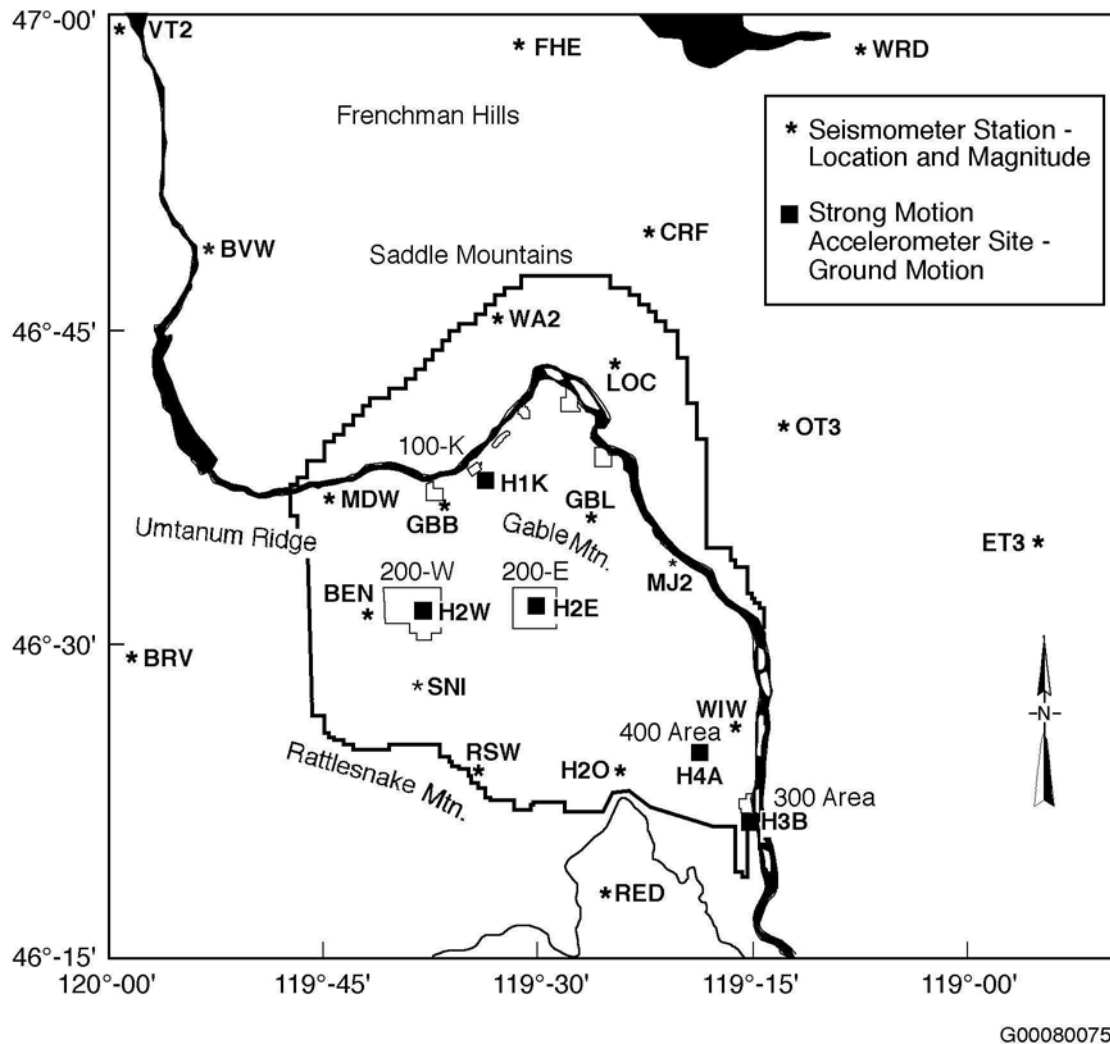 47°-00'
VT2
FHE
WRD
Frenchman Hills
* Seismometer Station -
Location and Magnitude
■ Strong Motion
Accelerometer Site -
Ground Motion
CRF
BVW
Saddle Mountains
46°-45'
WA2
LOC
OT3
100-K
H1K
MDW
GBB
GBL
Gable Mtn.
Umtanum Ridge
ET3
MJ2
200-W
200-E
BEN
H2W
H2E
46°-30'
BRV
SNI
WIW
-N-
400 Area
RSW
H2O
H4A
Rattlesnake Mtn.
300 Area
H3B
RED
46°-15'
120°-00'
119°-45'
119°-30'
119°-15'
119°-00'
G00080075